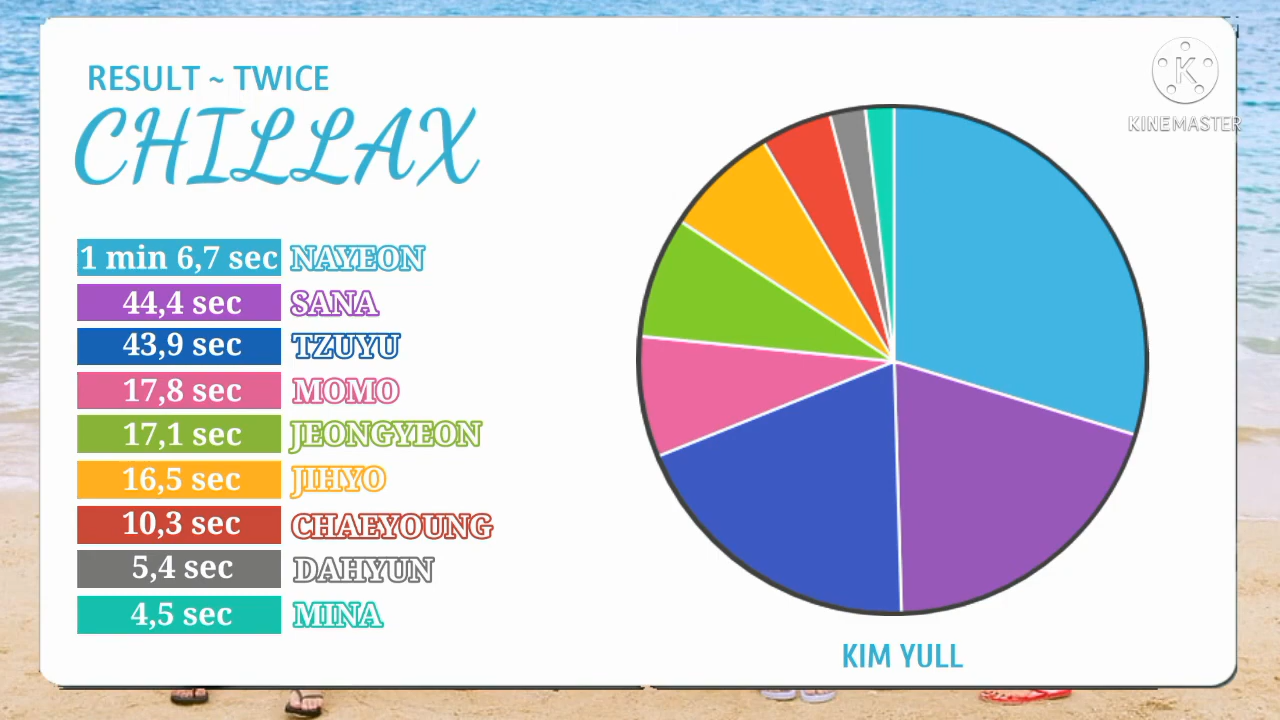 RESULT ~ TWICE
CHILLAX
1 min 6,7 sec NAYEON
44,4 sec SANA
43,9 sec TZUYU
17,8 sec MOMO
17,1 sec JEONGYEON
16,5 sec JIHYO
10,3 sec CHAEYOUNG
5,4 sec DAHYUN
4,5 sec MINA
K
KINEMASTER
KIM YULL